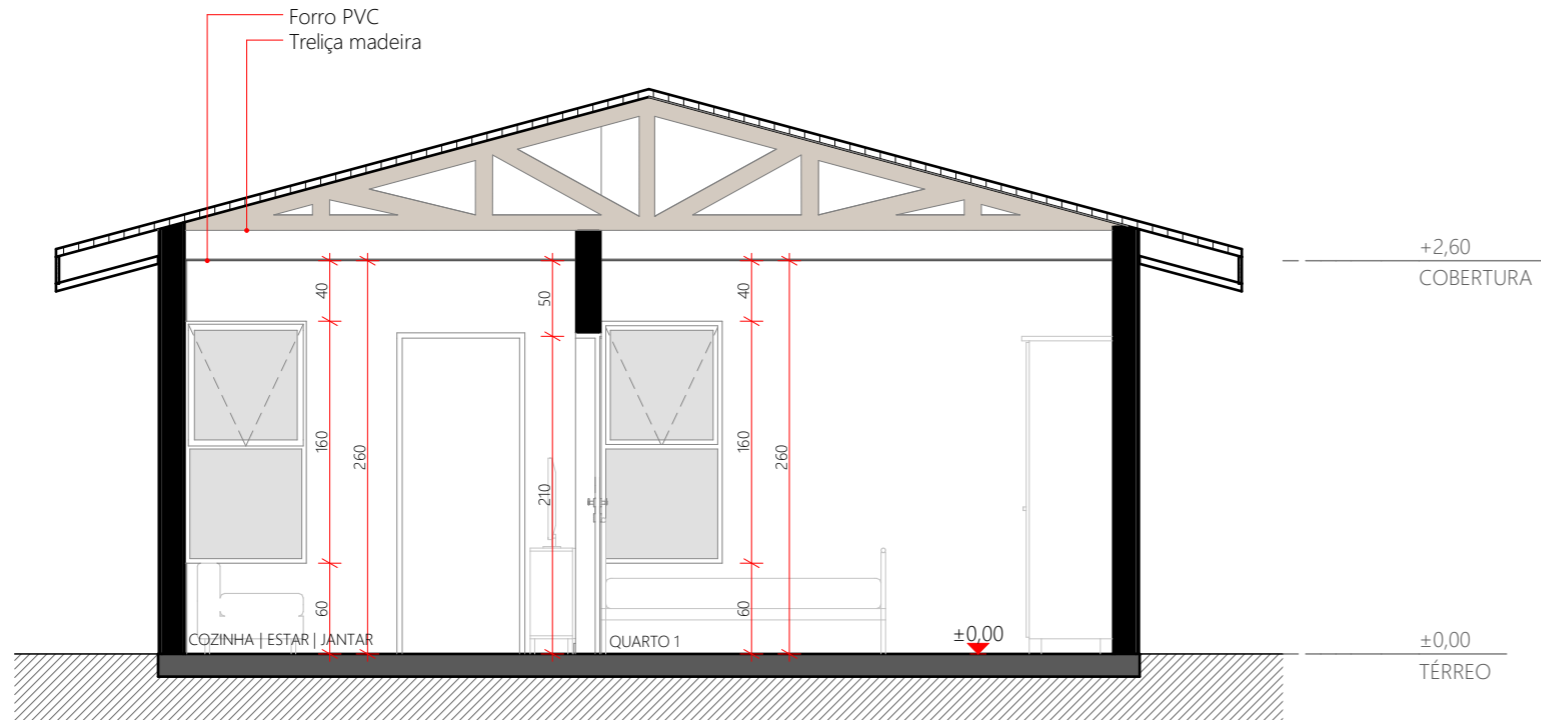 Forro PVC
Treliça madeira
+2,60
COBERTURA
40
50
40
160
260
210
160
260
60
60
COZINHA | ESTAR | JANTAR
QUARTO 1
±0,00
±0,00
TÉRREO